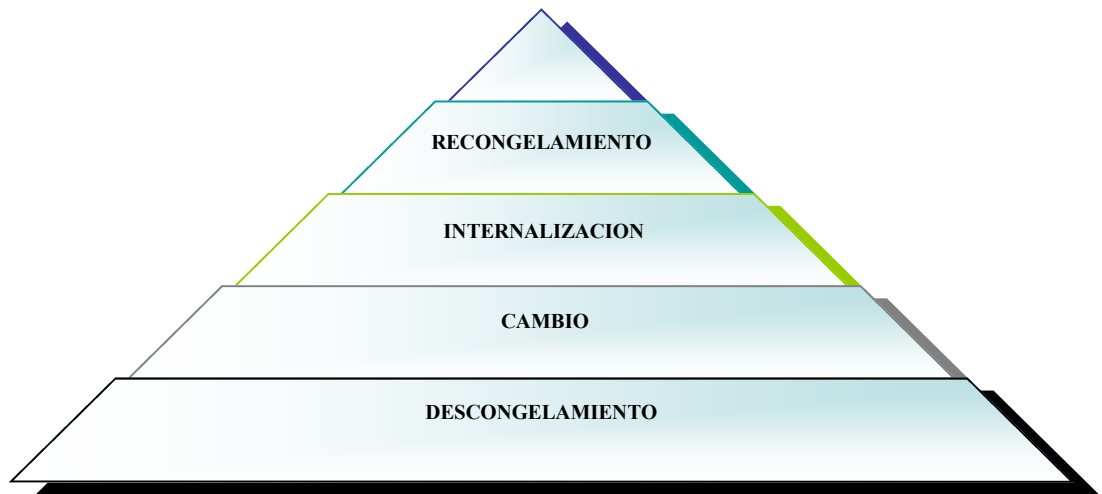 RECONGELAMIENTO
INTERNALIZACION
CAMBIO
DESCONGELAMIENTO